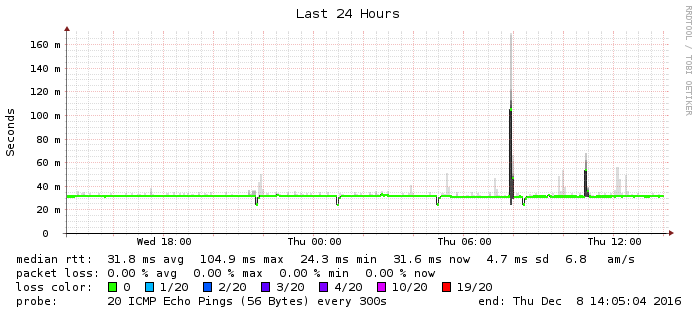 Last 24 Hours
RRDTOOL / TOBI OETIKER
Seconds
160 m
140 m
120 m
100 m
80 m
60 m
40 m
20 m
0
Wed 18:00 Thu 00:00 Thu 06:00 Thu 12:00
median rtt: 31.8 ms avg 104.9 ms max 24.3 ms min 31.6 ms now 4.7 ms sd 6.8 am/s
packet loss: 0.00 % avg 0.00 % max 0.00 % min 0.00 % now
loss color: 0 1/20 2/20 3/20 4/20 10/20 19/20
probe: 20 ICMP Echo Pings (56 Bytes) every 300s end: Thu Dec 8 14:05:04 2016